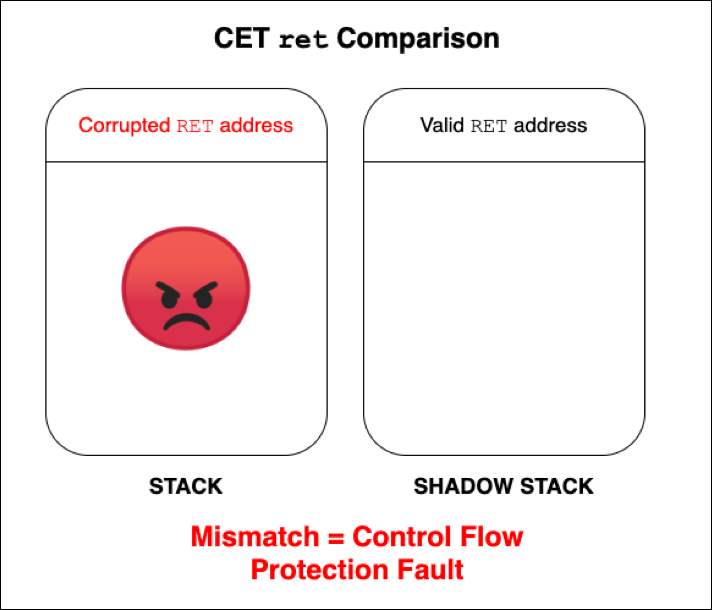 CET ret Comparison
Corrupted RET address
Valid RET address
STACK
SHADOW STACK
Mismatch = Control Flow
Protection Fault